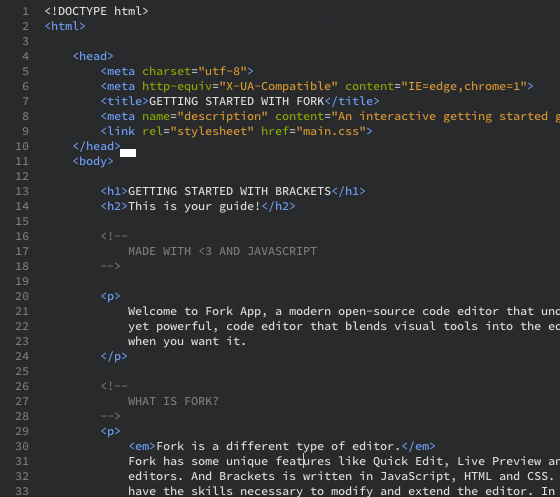 1 <!DOCTYPE html>
2 <html>
3
4 <head>
5 <meta charset="utf-8">
6 <meta http-equiv="X-UA-Compatible" content="IE=edge,chrome=1">
7 <title>GETTING STARTED WITH FORK</title>
8 <meta name="description" content="An interactive getting started g
9 <link rel="stylesheet" href="main.css">
10 </head>
11 <body>
12
13 <h1>GETTING STARTED WITH BRACKETS</h1>
14 <h2>This is your guide!</h2>
15
16 <!--
17 MADE WITH <3 AND JAVASCRIPT
18 -->
19
20 <p>
21 Welcome to Fork App, a modern open-source code editor that und
22 yet powerful, code editor that blends visual tools into the ed
23 when you want it.
24 </p>
25
26 <!--
27 WHAT IS FORK?
28 -->
29 <p>
30 <em>Fork is a different type of editor.</em>
31 Fork has some unique features like Quick Edit, Live Preview an
32 editors. And Brackets is written in JavaScript, HTML and CSS.
33 have the skills necessary to modify and extend the editor. In